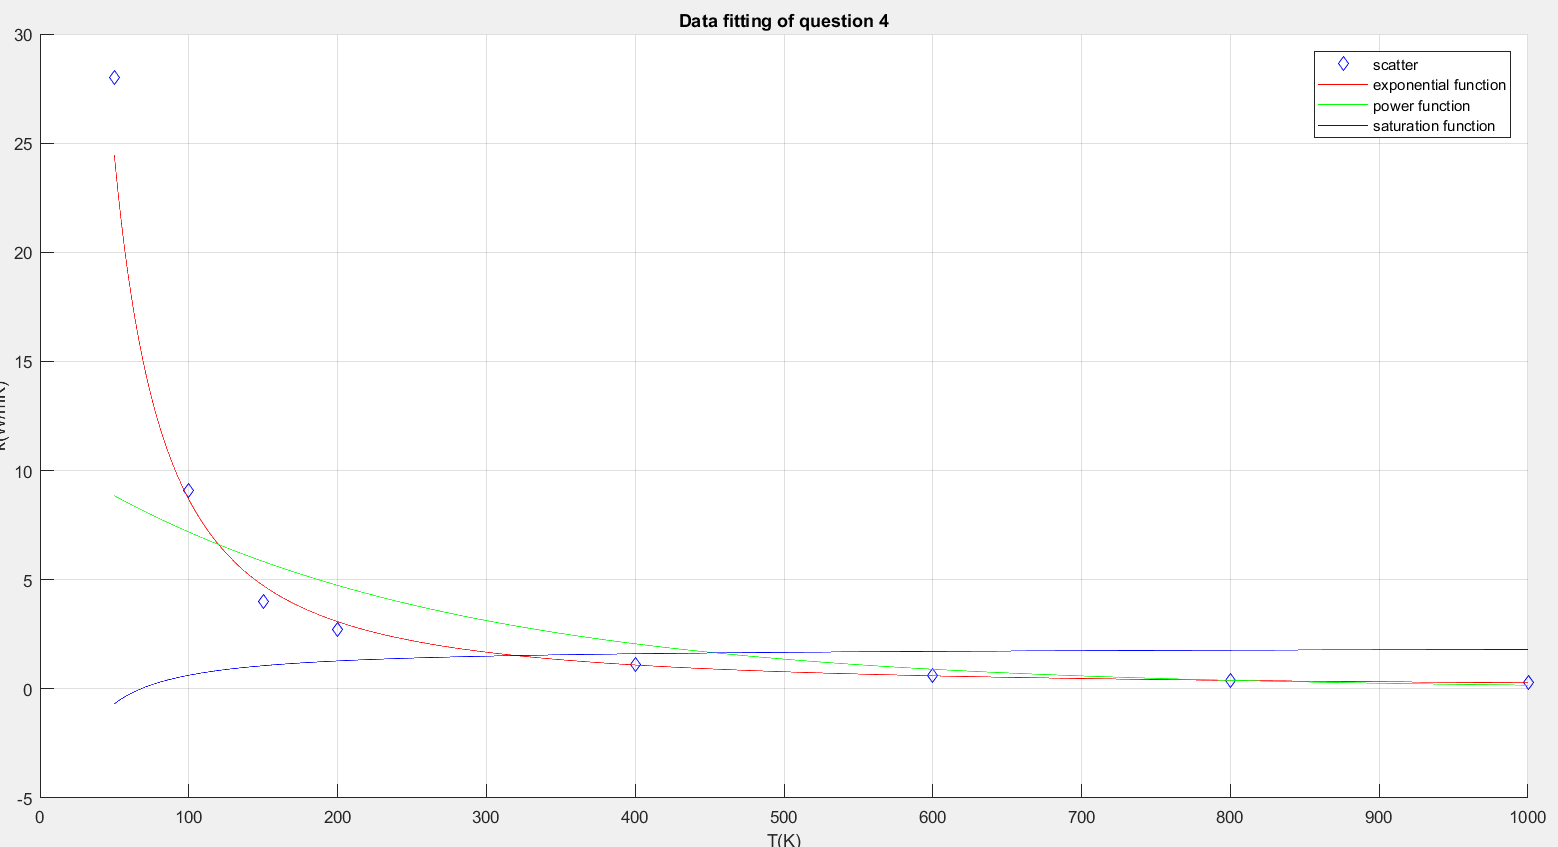 Data fitting of question 4
scatter
exponential function
power function
saturation function
30
25
20
15
10
5
0
-5
0 100 200 300 400 500 600 700 800 900 1000
T(K)